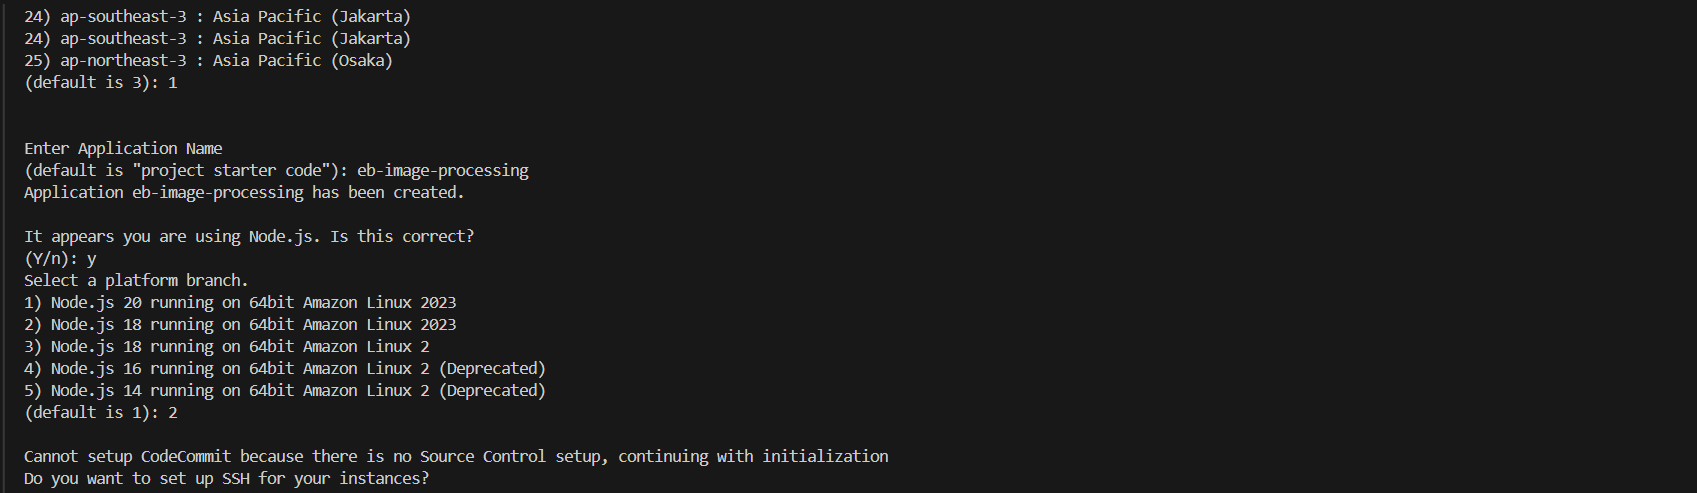 24) ap-southeast-3 : Asia Pacific (Jakarta)
24) ap-southeast-3 : Asia Pacific (Jakarta)
25) ap-northeast-3 : Asia Pacific (Osaka)
(default is 3): 1
Enter Application Name
(default is "project starter code"): eb-image-processing
Application eb-image-processing has been created.
It appears you are using Node.js. Is this correct?
(Y/n): y
Select a platform branch.
1) Node.js 20 running on 64bit Amazon Linux 2023
2) Node.js 18 running on 64bit Amazon Linux 2023
3) Node.js 18 running on 64bit Amazon Linux 2
4) Node.js 16 running on 64bit Amazon Linux 2 (Deprecated)
5) Node.js 14 running on 64bit Amazon Linux 2 (Deprecated)
(default is 1): 2
Cannot setup CodeCommit because there is no Source Control setup, continuing with initialization
Do you want to set up SSH for your instances?